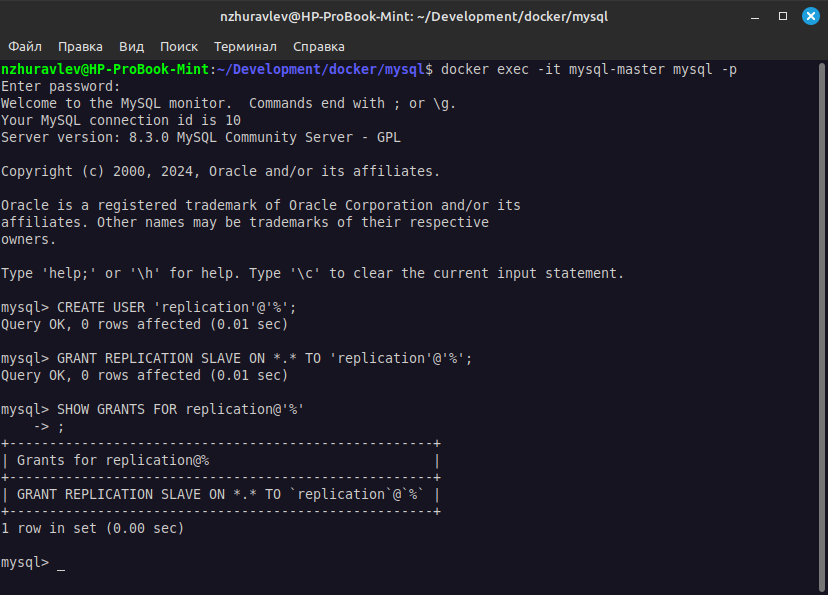 nzhuravlev@HP-ProBook-Mint: ~/Development/docker/mysql
Файл Правка Вид Поиск Терминал Справка
nzhuravlev@HP-ProBook-Mint:~/Development/docker/mysql$ docker exec -it mysql-master mysql -p
Enter password:
Welcome to the MySQL monitor.  Commands end with ; or \g.
Your MySQL connection id is 10
Server version: 8.3.0 MySQL Community Server - GPL
Copyright (c) 2000, 2024, Oracle and/or its affiliates.
Oracle is a registered trademark of Oracle Corporation and/or its
affiliates. Other names may be trademarks of their respective
owners.
Type 'help;' or '\h' for help. Type '\c' to clear the current input statement.
mysql> CREATE USER 'replication'@'%';
Query OK, 0 rows affected (0.01 sec)
mysql> GRANT REPLICATION SLAVE ON *.* TO 'replication'@'%';
Query OK, 0 rows affected (0.01 sec)
mysql> SHOW GRANTS FOR replication@'%'
    -> ;
+-----------------------------------------------------+
| Grants for replication@%                            |
+-----------------------------------------------------+
| GRANT REPLICATION SLAVE ON *.* TO `replication`@`%` |
+-----------------------------------------------------+
1 row in set (0.00 sec)
mysql> _